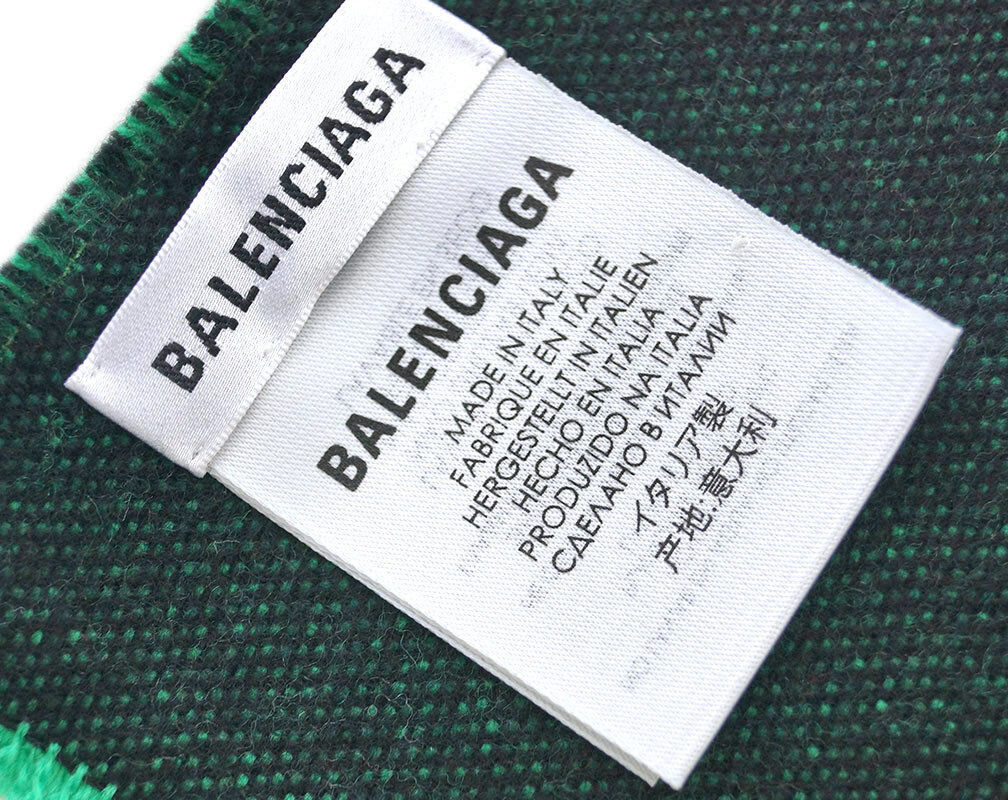 BALENCIAGA
BALENCIAGA
MADE IN ITALY
FABRIQUE EN ITALIE
HERGESTELLT IN ITALIEN
HECHO EN ITALIA
PRODUZIDO NA ITALIA
СДЕЛАНО В ИТАЛИИ
イタリア製
产地:意大利